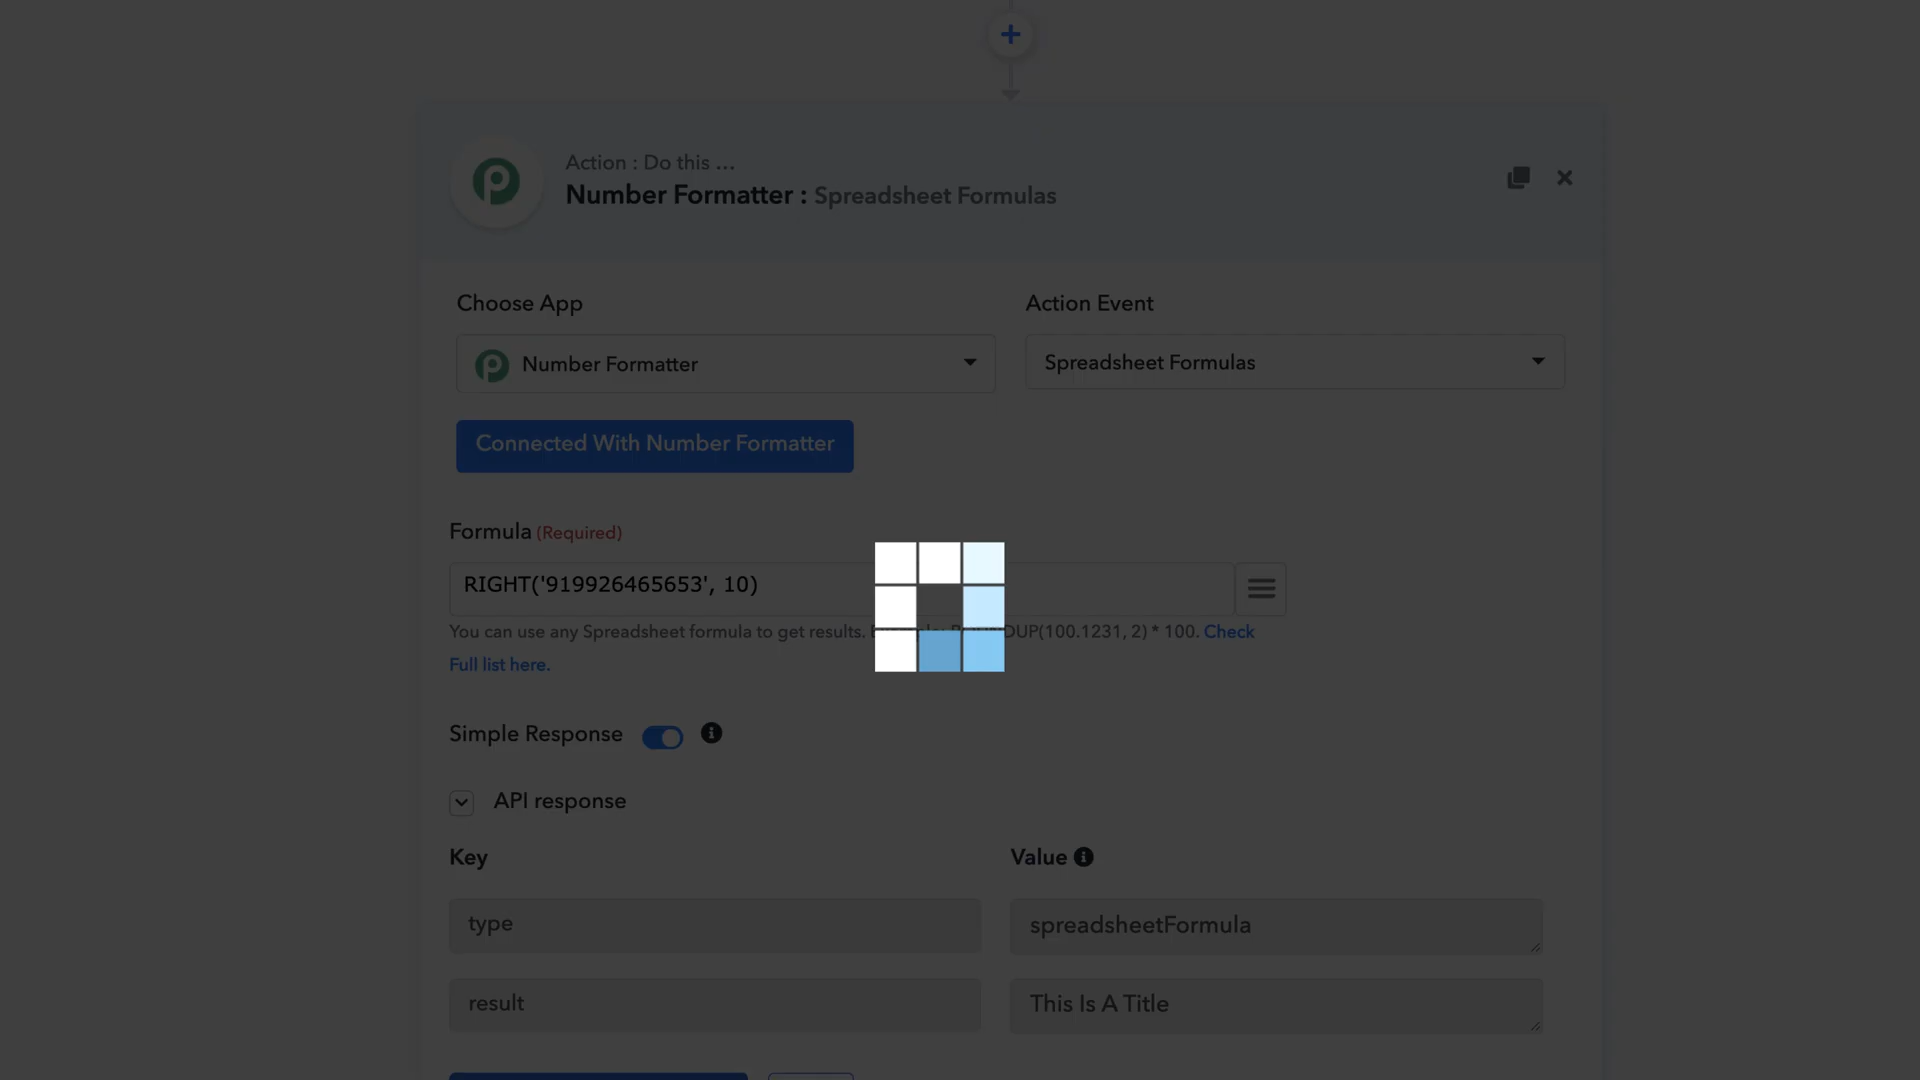 Action : Do this ...
Number Formatter : Spreadsheet Formulas
Choose App
Action Event
Number Formatter
Spreadsheet Formulas
Connected With Number Formatter
Formula (Required)
RIGHT('919926465653', 10)
You can use any Spreadsheet formula to get results. DUP(100.1231, 2) * 100. Check
Full list here.
Simple Response
API response
Key
Value
type
spreadsheetFormula
result
This Is A Title